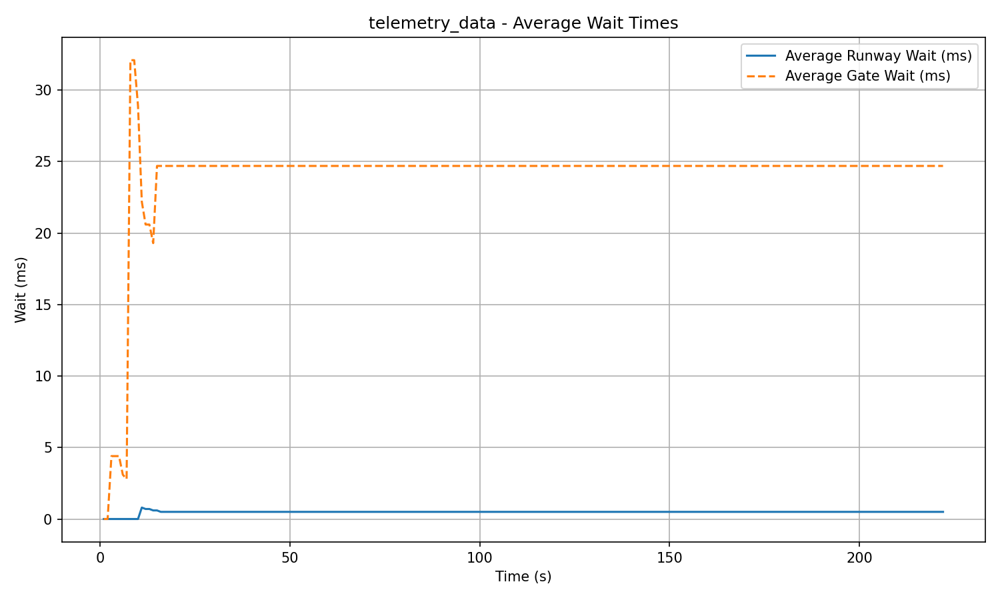 telemetry_data - Average Wait Times
Average Runway Wait (ms)
Average Gate Wait (ms)
Wait (ms)
30
25
20
15
10
5
0
0 50 100 150 200
Time (s)